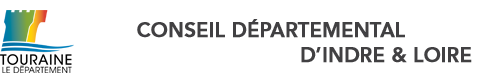 TOURAINE
LE DÉPARTEMENT
CONSEIL DÉPARTEMENTAL
D'INDRE & LOIRE